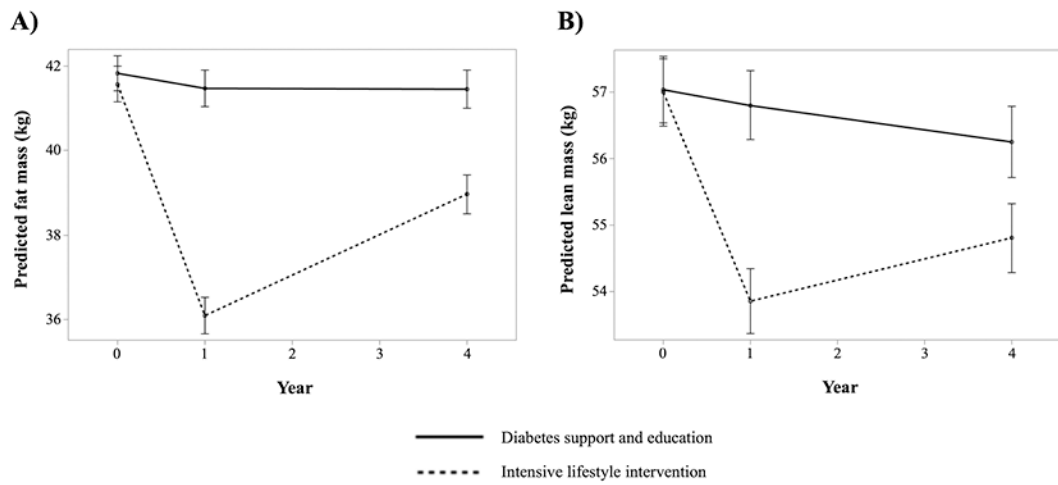 A)
B)
Predicted fat mass (kg)
42
40
38
36
0 1 2 3 4
Year
Predicted lean mass (kg)
57
56
55
54
0 1 2 3 4
Year
Diabetes support and education
Intensive lifestyle intervention